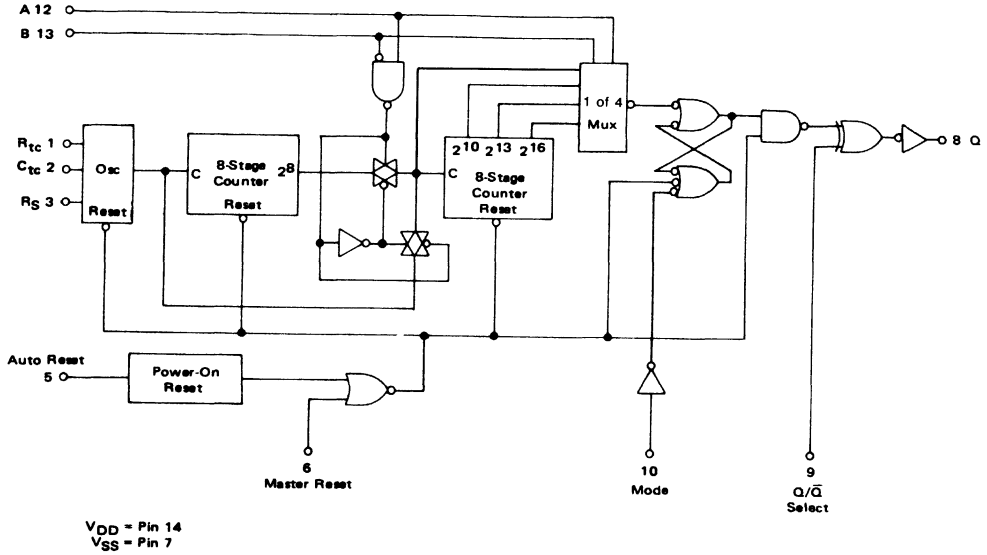 A 12
B 13
R_tc 1
C_tc 2
R_S 3
Osc
Reset
8-Stage
Counter
Reset
C
2^8
C
2^10 2^13 2^16
8-Stage
Counter
Reset
1 of 4
Mux
8 Q
Auto Reset
5
Power-On
Reset
6
Master Reset
10
Mode
9
Q/Q̅
Select
V_DD = Pin 14
V_SS = Pin 7